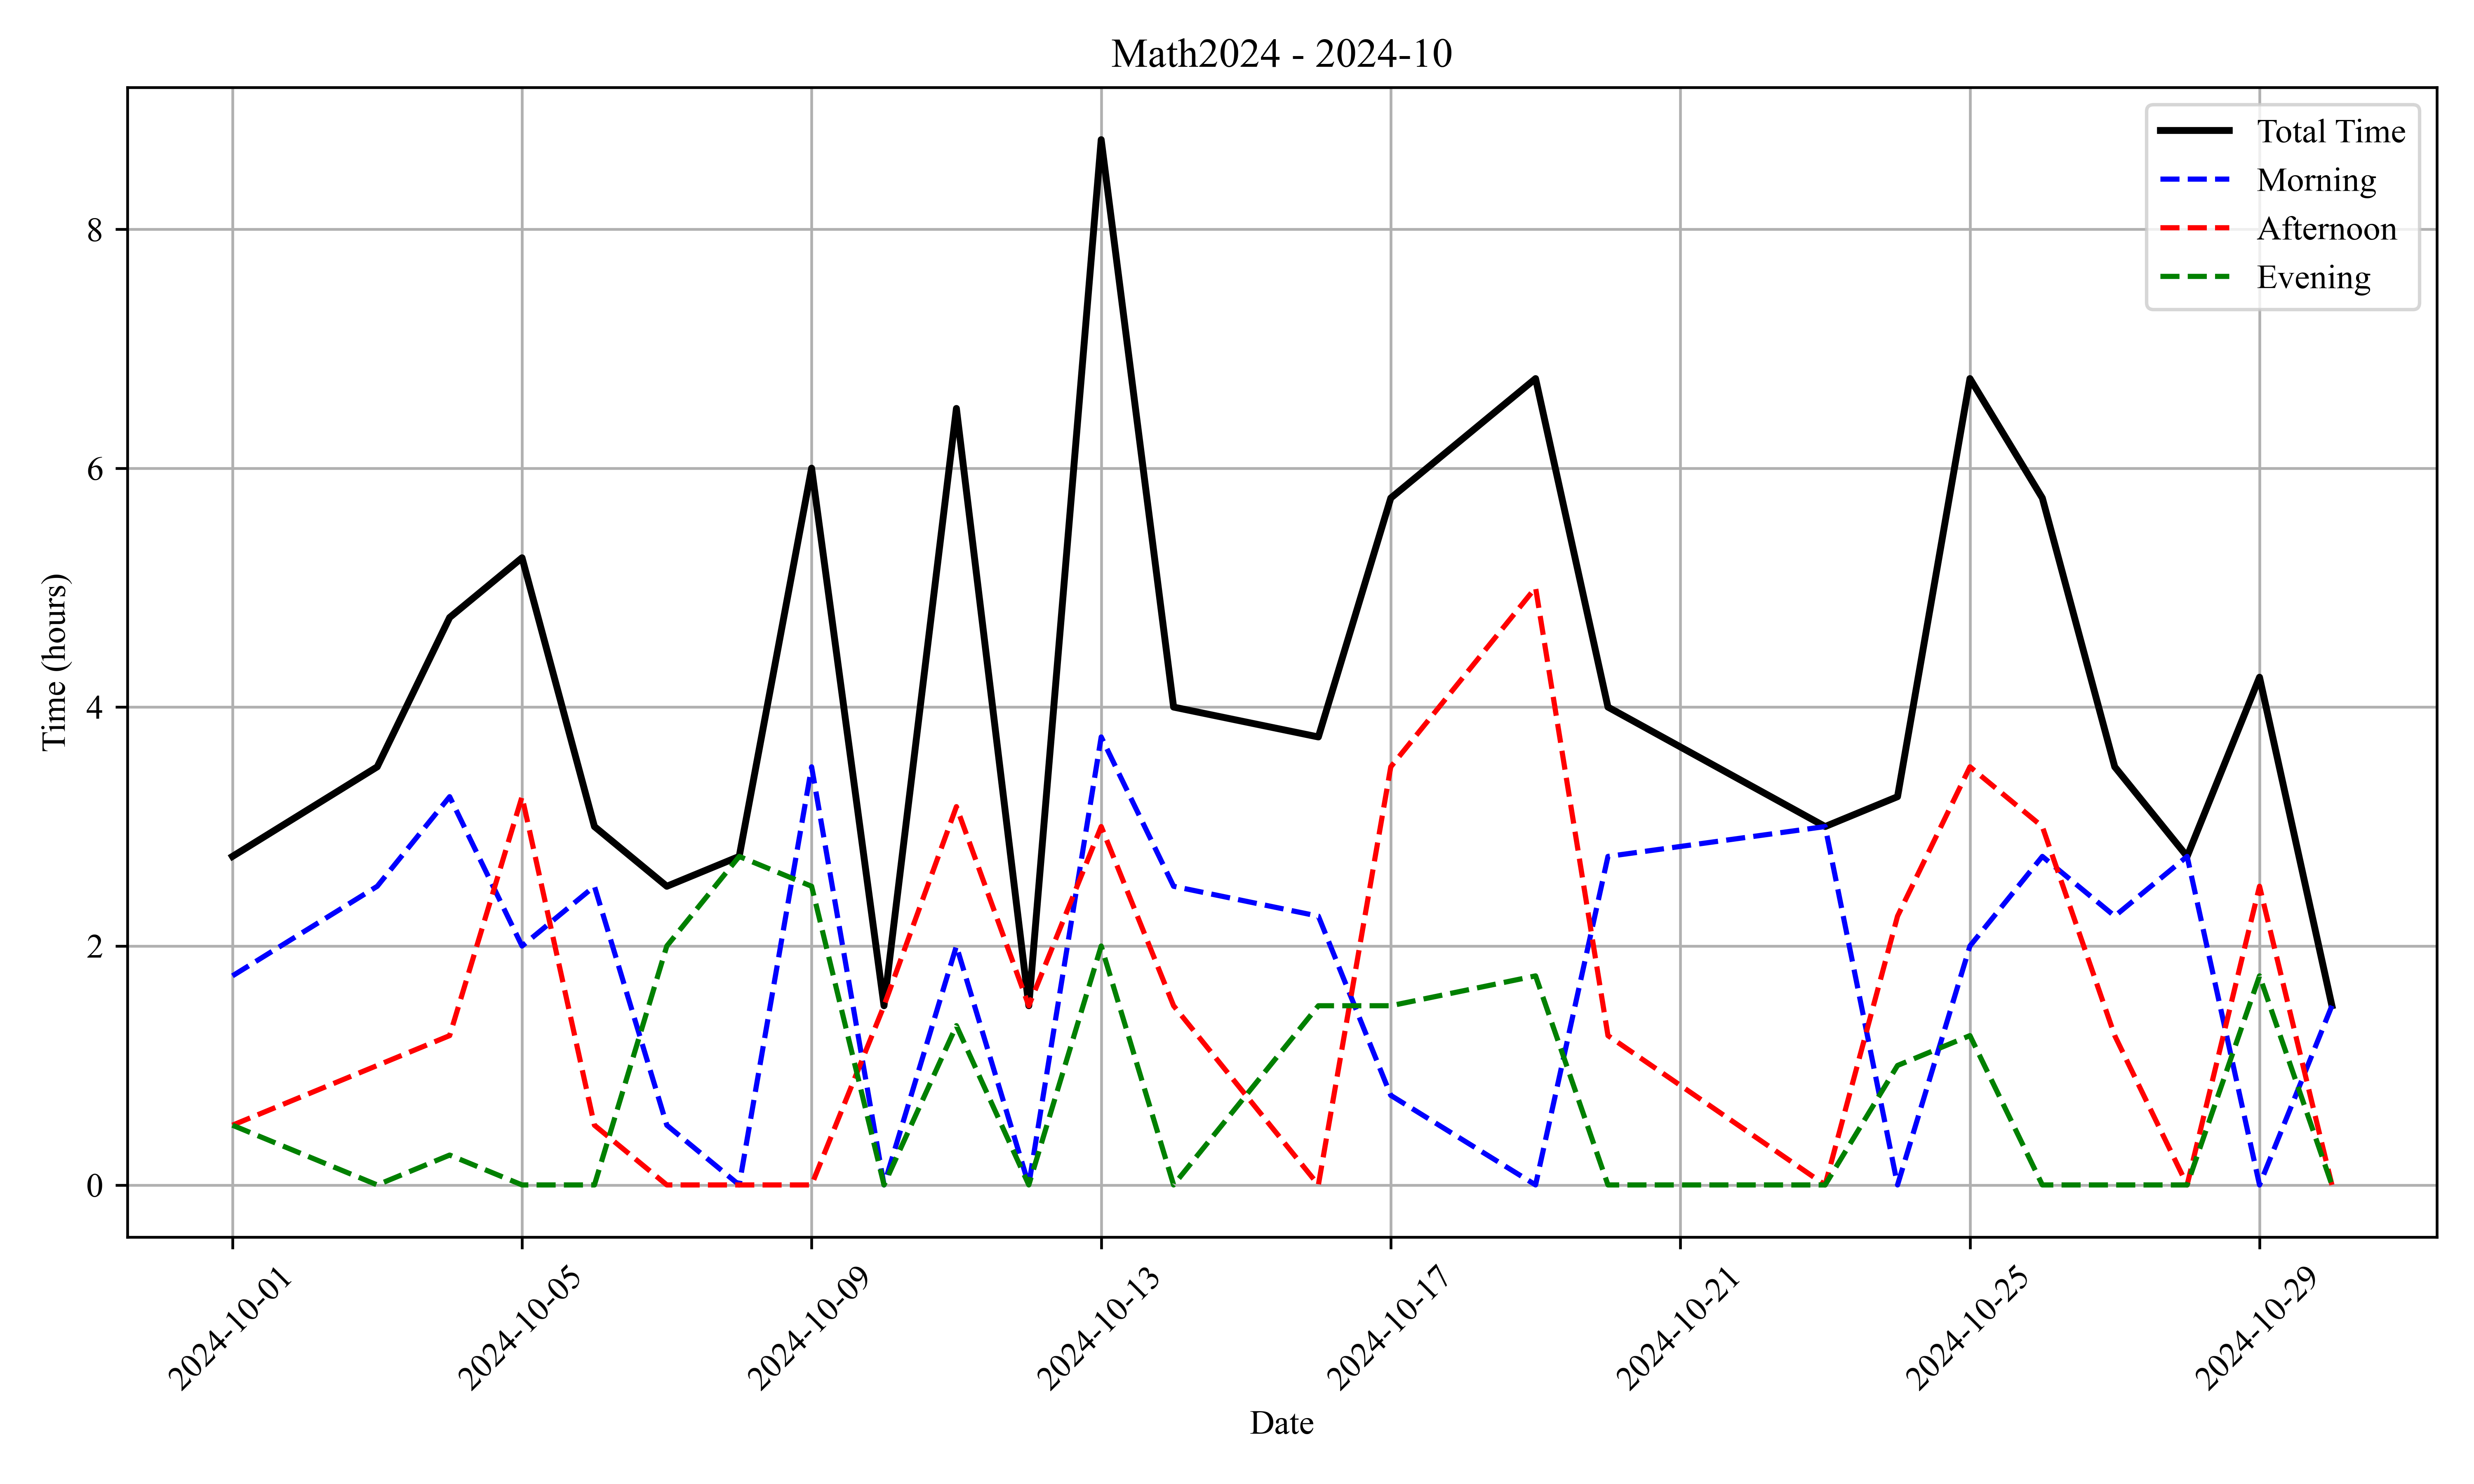 Math2024 - 2024-10
Total Time
Morning
Afternoon
Evening
Time (hours)
8
6
4
2
0
2024-10-01
2024-10-05
2024-10-09
2024-10-13
2024-10-17
2024-10-21
2024-10-25
2024-10-29
Date